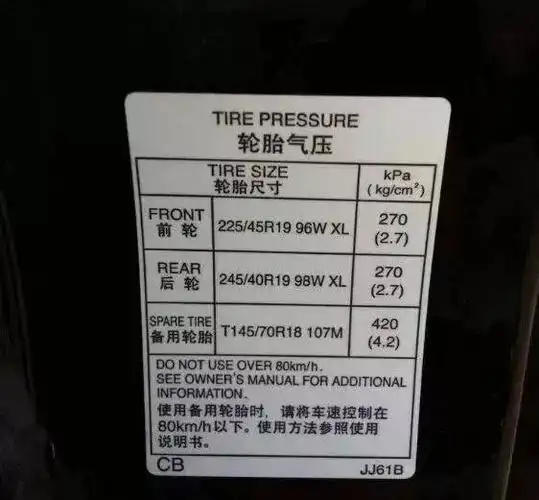 TIRE PRESSURE
轮胎气压
TIRE SIZE
轮胎尺寸
kPa
(kg/cm²)
FRONT
前轮
225/45R19 96W XL
270
(2.7)
REAR
后轮
245/40R19 98W XL
270
(2.7)
SPARE TIRE
备用轮胎
T145/70R18 107M
420
(4.2)
DO NOT USE OVER 80km/h.
SEE OWNER'S MANUAL FOR ADDITIONAL
INFORMATION.
使用备用轮胎时，请将车速控制在
80km/h以下。使用方法参照使用
说明书。
CB
JJ61B